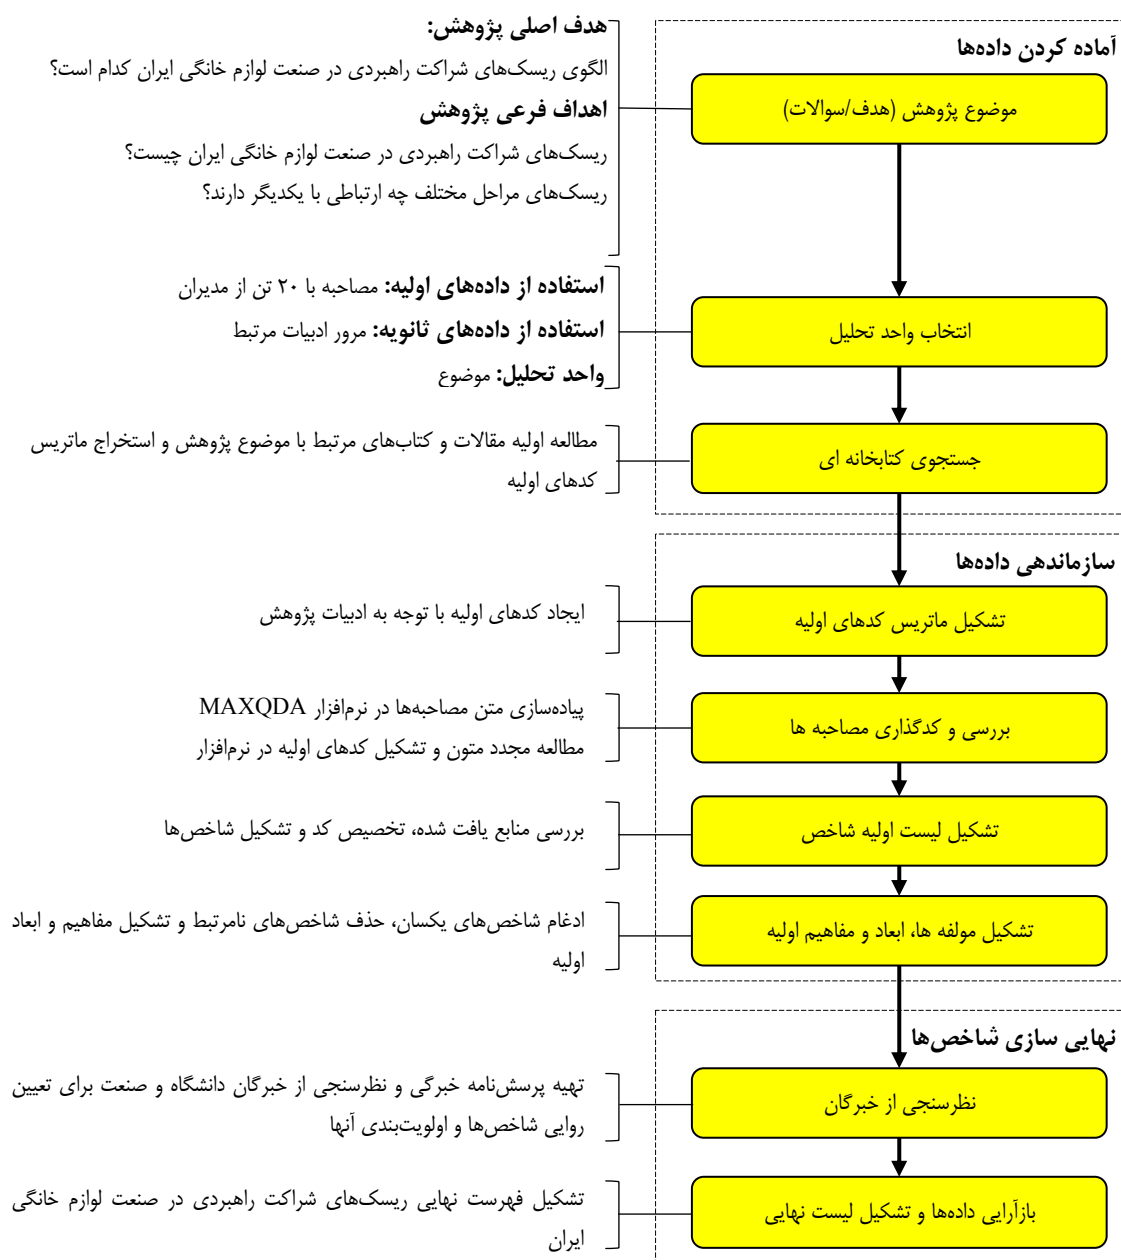 آماده کردن داده‌ها
موضوع پژوهش (هدف/سوالات)
هدف اصلی پژوهش:
الگوی ریسک‌های شراکت راهبردی در صنعت لوازم خانگی ایران کدام است؟
اهداف فرعی پژوهش
ریسک‌های شراکت راهبردی در صنعت لوازم خانگی ایران چیست؟
ریسک‌های مراحل مختلف چه ارتباطی با یکدیگر دارند؟
انتخاب واحد تحلیل
استفاده از داده‌های اولیه: مصاحبه با ۲۰ تن از مدیران
استفاده از داده‌های ثانویه: مرور ادبیات مرتبط
واحد تحلیل: موضوع
جستجوی کتابخانه ای
مطالعه اولیه مقالات و کتاب‌های مرتبط با موضوع پژوهش و استخراج ماتریس
کدهای اولیه
سازماندهی داده‌ها
تشکیل ماتریس کدهای اولیه
ایجاد کدهای اولیه با توجه به ادبیات پژوهش
بررسی و کدگذاری مصاحبه ها
پیاده‌سازی متن مصاحبه‌ها در نرم‌افزار MAXQDA
مطالعه مجدد متون و تشکیل کدهای اولیه در نرم‌افزار
تشکیل لیست اولیه شاخص
بررسی منابع یافت شده، تخصیص کد و تشکیل شاخص‌ها
تشکیل مولفه ها، ابعاد و مفاهیم اولیه
ادغام شاخص‌های یکسان، حذف شاخص‌های نامرتبط و تشکیل مفاهیم و ابعاد
اولیه
نهایی سازی شاخص‌ها
نظرسنجی از خبرگان
تهیه پرسش‌نامه خبرگی و نظرسنجی از خبرگان دانشگاه و صنعت برای تعیین
روایی شاخص‌ها و اولویت‌بندی آنها
بازآرایی داده‌ها و تشکیل لیست نهایی
تشکیل فهرست نهایی ریسک‌های شراکت راهبردی در صنعت لوازم خانگی
ایران